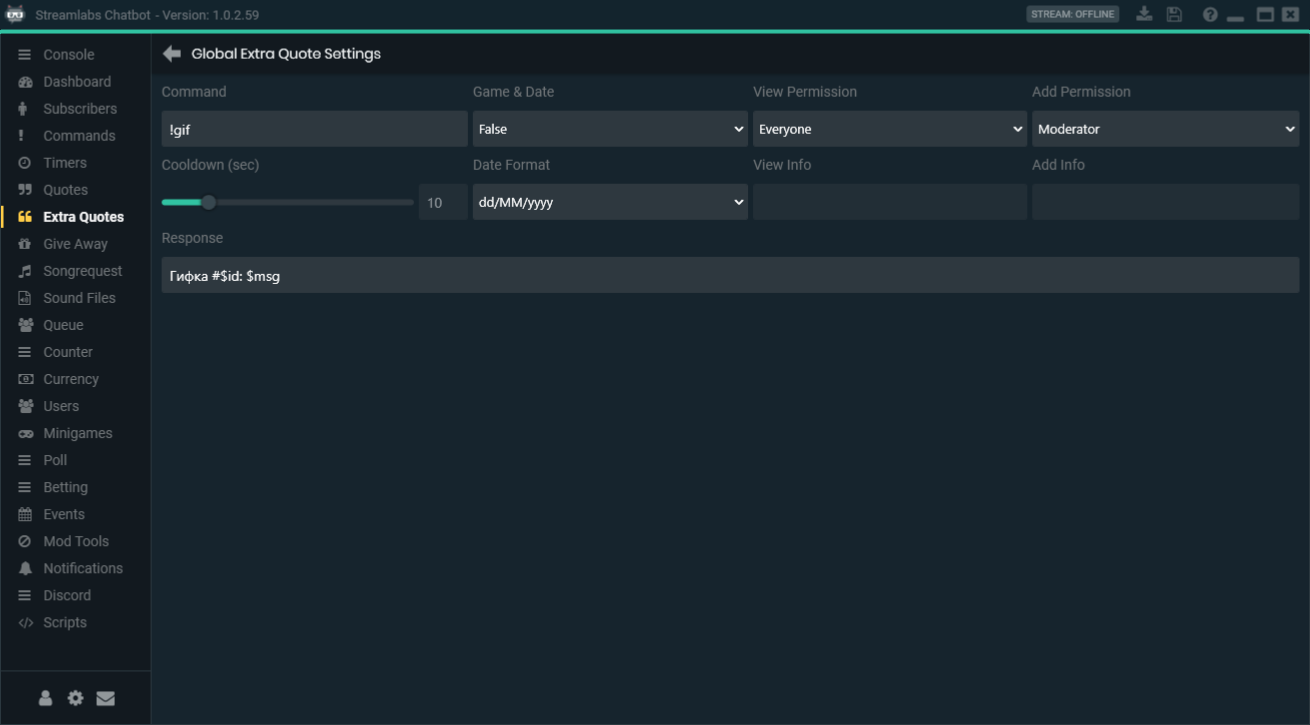 Streamlabs Chatbot - Version: 1.0.2.59
STREAM: OFFLINE
Console
Dashboard
Subscribers
Commands
Timers
Quotes
Extra Quotes
Give Away
Songrequest
Sound Files
Queue
Counter
Currency
Users
Minigames
Poll
Betting
Events
Mod Tools
Notifications
Discord
Scripts
Global Extra Quote Settings
Command Game & Date View Permission Add Permission
!gif False Everyone Moderator
Cooldown (sec) Date Format View Info Add Info
10 dd/MM/yyyy
Response
Гифка #$id: $msg